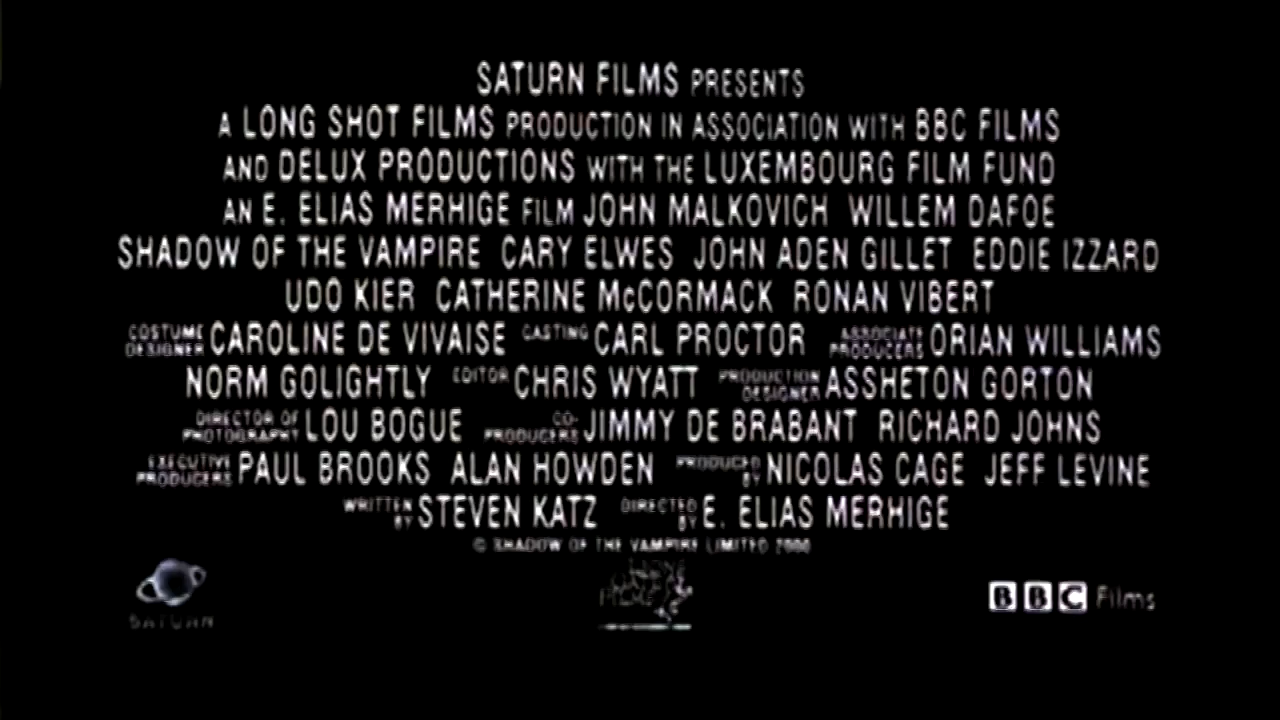 SATURN FILMS PRESENTS
A LONG SHOT FILMS PRODUCTION IN ASSOCIATION WITH BBC FILMS
AND DELUX PRODUCTIONS WITH THE LUXEMBOURG FILM FUND
AN E. ELIAS MERHIGE FILM JOHN MALKOVICH WILLEM DAFOE
SHADOW OF THE VAMPIRE CARY ELWES JOHN ADEN GILLET EDDIE IZZARD
UDO KIER CATHERINE McCORMACK RONAN VIBERT
COSTUME DESIGNER CAROLINE DE VIVAISE CASTING CARL PROCTOR ASSOCIATE PRODUCERS ORIAN WILLIAMS
NORM GOLIGHTLY EDITOR CHRIS WYATT PRODUCTION DESIGNER ASSHETON GORTON
DIRECTOR OF PHOTOGRAPHY LOU BOGUE CO-PRODUCERS JIMMY DE BRABANT RICHARD JOHNS
EXECUTIVE PRODUCERS PAUL BROOKS ALAN HOWDEN PRODUCED BY NICOLAS CAGE JEFF LEVINE
WRITTEN BY STEVEN KATZ DIRECTED BY E. ELIAS MERHIGE
© SHADOW OF THE VAMPIRE LIMITED 2000
SATURN
BBC Films